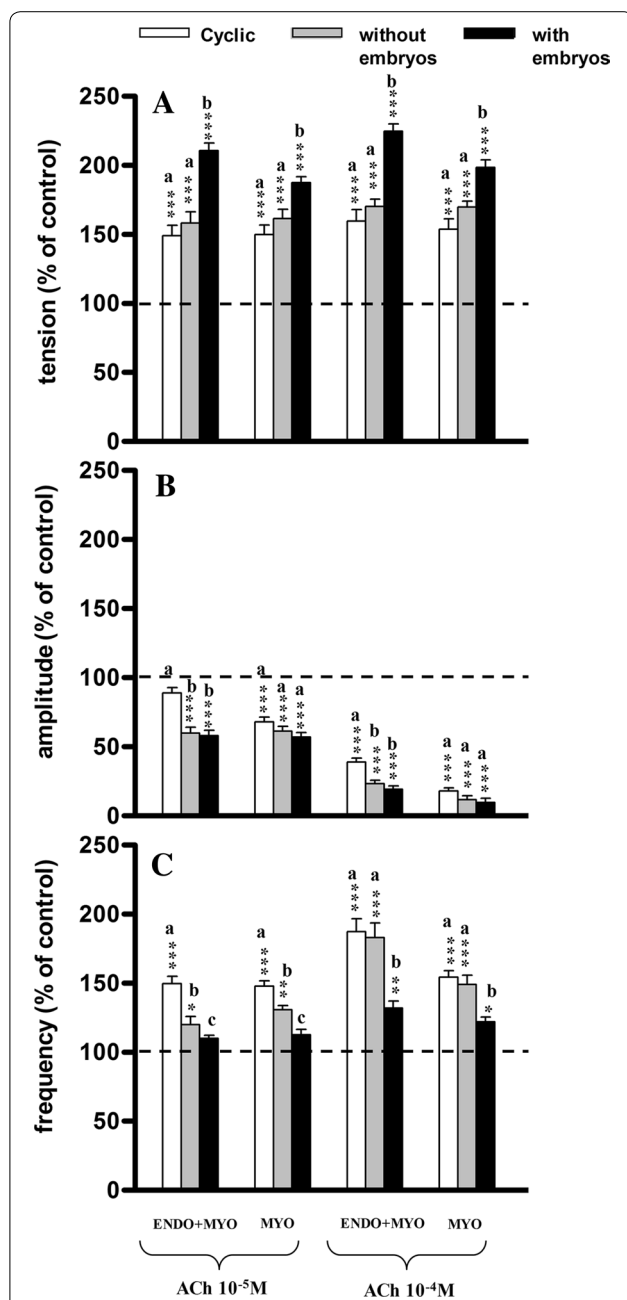 Cyclic
without embryos
with embryos
A
tension (% of control)
250
200
150
100
50
0
a
***
a
***
b
***
a
***
a
***
b
***
a
***
a
***
b
***
a
***
a
***
b
***
B
amplitude (% of control)
250
200
150
100
50
0
a
b
***
b
***
a
***
a
***
a
***
a
***
b
***
b
***
a
***
a
***
a
***
C
frequency (% of control)
250
200
150
100
50
0
a
***
b
*
c
a
***
b
**
c
a
***
a
***
b
**
a
***
a
***
b
*
ENDO+MYO
MYO
ENDO+MYO
MYO
ACh 10⁻⁵M
ACh 10⁻⁴M